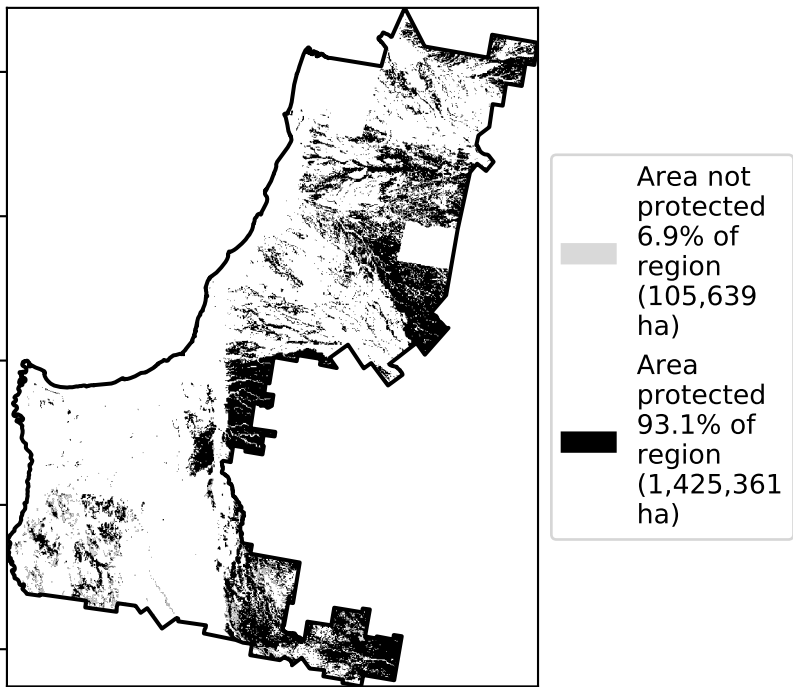 Area not
protected
6.9% of
region
(105,639
ha)
Area
protected
93.1% of
region
(1,425,361
ha)